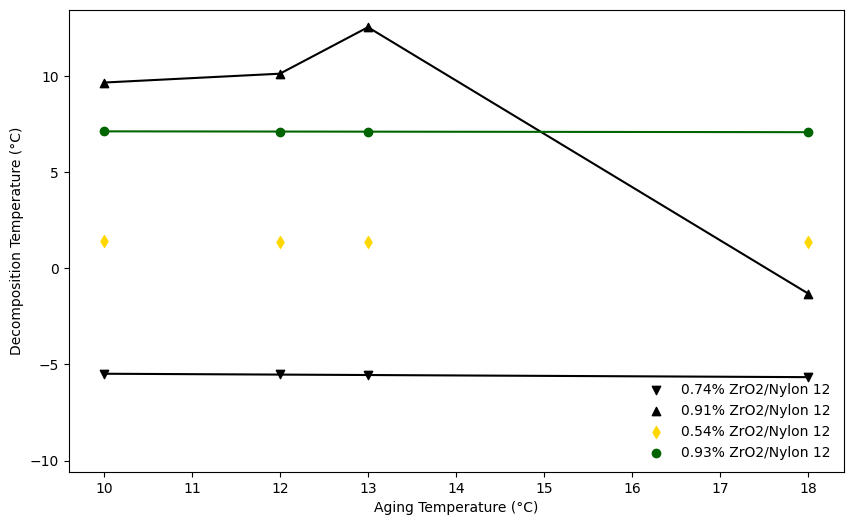 10
5
0
−5
−10
Decomposition Temperature (°C)
10 11 12 13 14 15 16 17 18
Aging Temperature (°C)
0.74% ZrO2/Nylon 12
0.91% ZrO2/Nylon 12
0.54% ZrO2/Nylon 12
0.93% ZrO2/Nylon 12